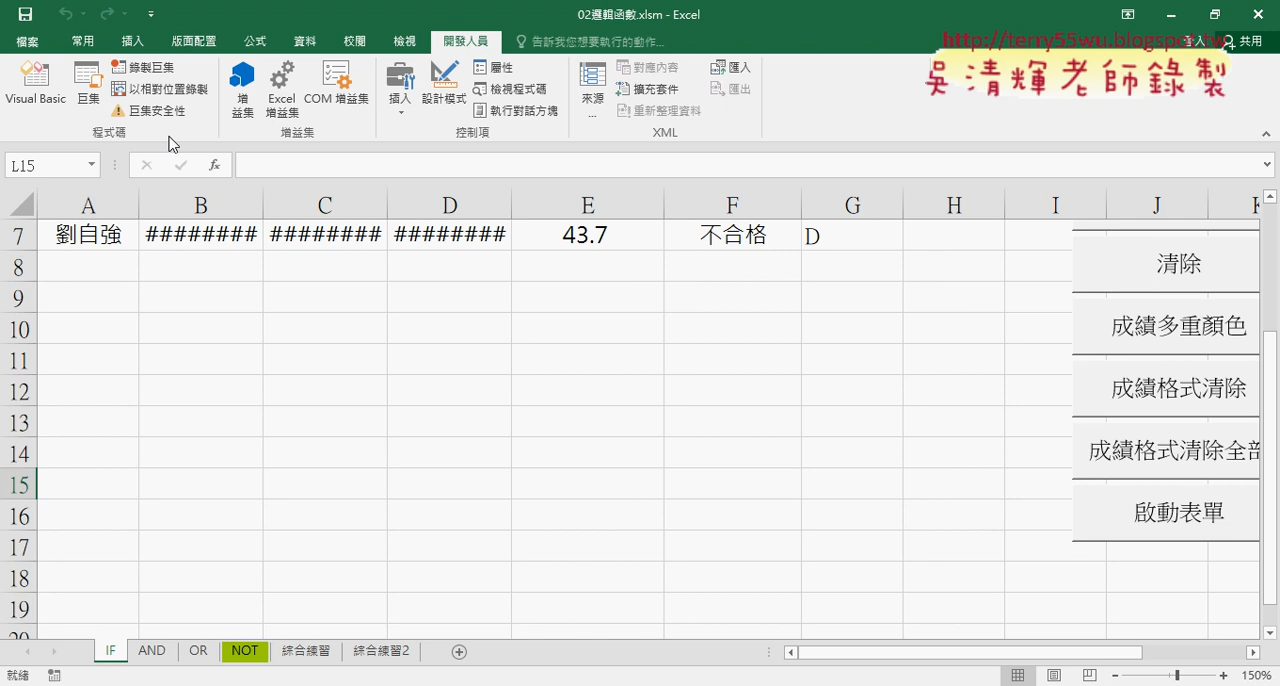 02邏輯函數.xlsm - Excel
檔案 常用 插入 版面配置 公式 資料 校閱 檢視 開發人員 告訴我您想要執行的動作... 登入 共用
http://terry55wu.blogspot.tw
吳清輝老師錄製
Visual Basic 巨集 錄製巨集 以相對位置錄製 巨集安全性 程式碼
增益集 Excel 增益集 COM 增益集 增益集
插入 設計模式 屬性 檢視程式碼 執行對話方塊 控制項
來源... 對應內容 擴充套件 重新整理資料 匯入 匯出 XML
L15 fx
A B C D E F G H I J K
7 劉自強 ######## ######## ######## 43.7 不合格 D
8 清除
9
10 成績多重顏色
11
12 成績格式清除
13
14 成績格式清除全部
15
16 啟動表單
17
18
19
20
IF AND OR NOT 綜合練習 綜合練習2
就緒 150%